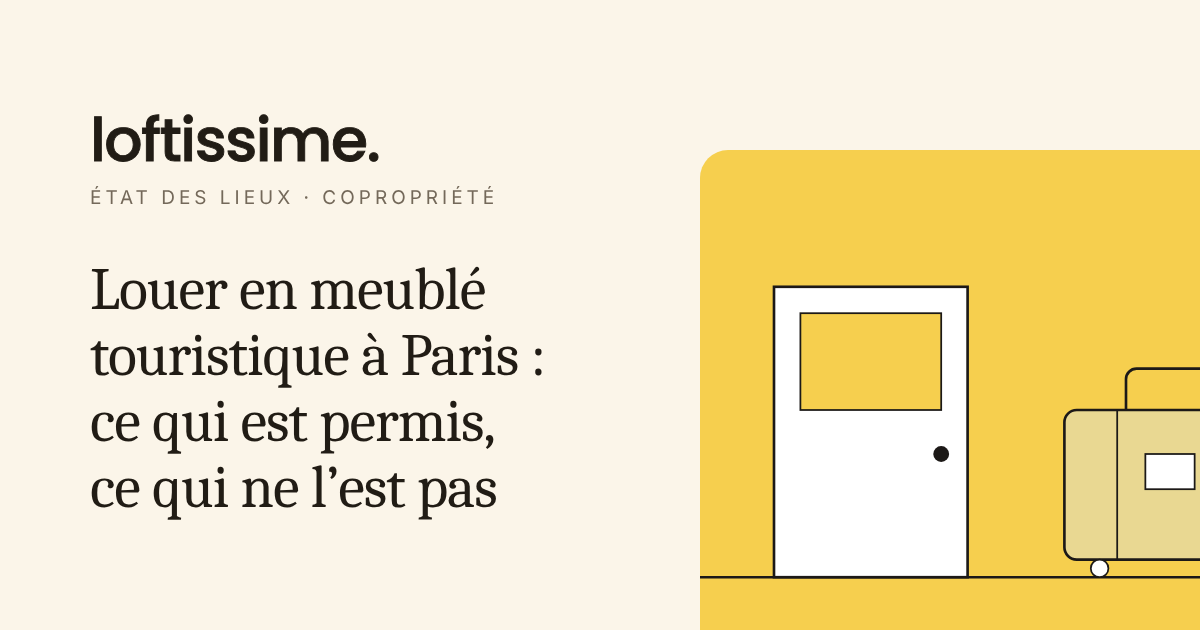 loftissime.
ÉTAT DES LIEUX · COPROPRIÉTÉ
Louer en meublé
touristique à Paris :
ce qui est permis,
ce qui ne l’est pas